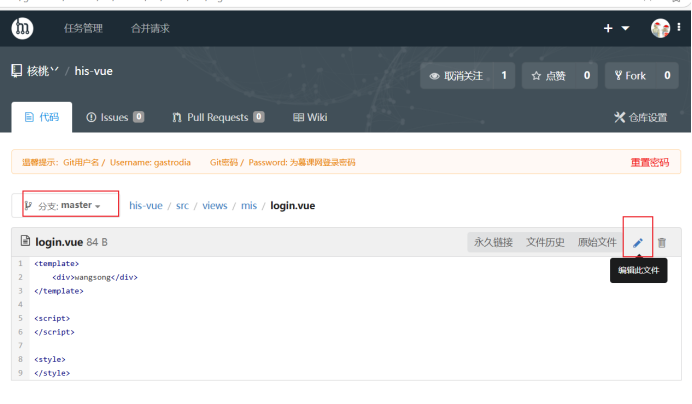 任务管理 合并请求
核桃丷 / his-vue
取消关注 1 点赞 0 Fork 0
代码 Issues 0 Pull Requests 0 Wiki 仓库设置
温馨提示: Git用户名 / Username: gastrodia Git密码 / Password: 为慕课网登录密码 重置密码
分支: master his-vue / src / views / mis / login.vue
login.vue 84 B 永久链接 文件历史 原始文件
编辑此文件
1 <template>
2 <div>wangsong</div>
3 </template>
4
5 <script>
6 </script>
7
8 <style>
9 </style>